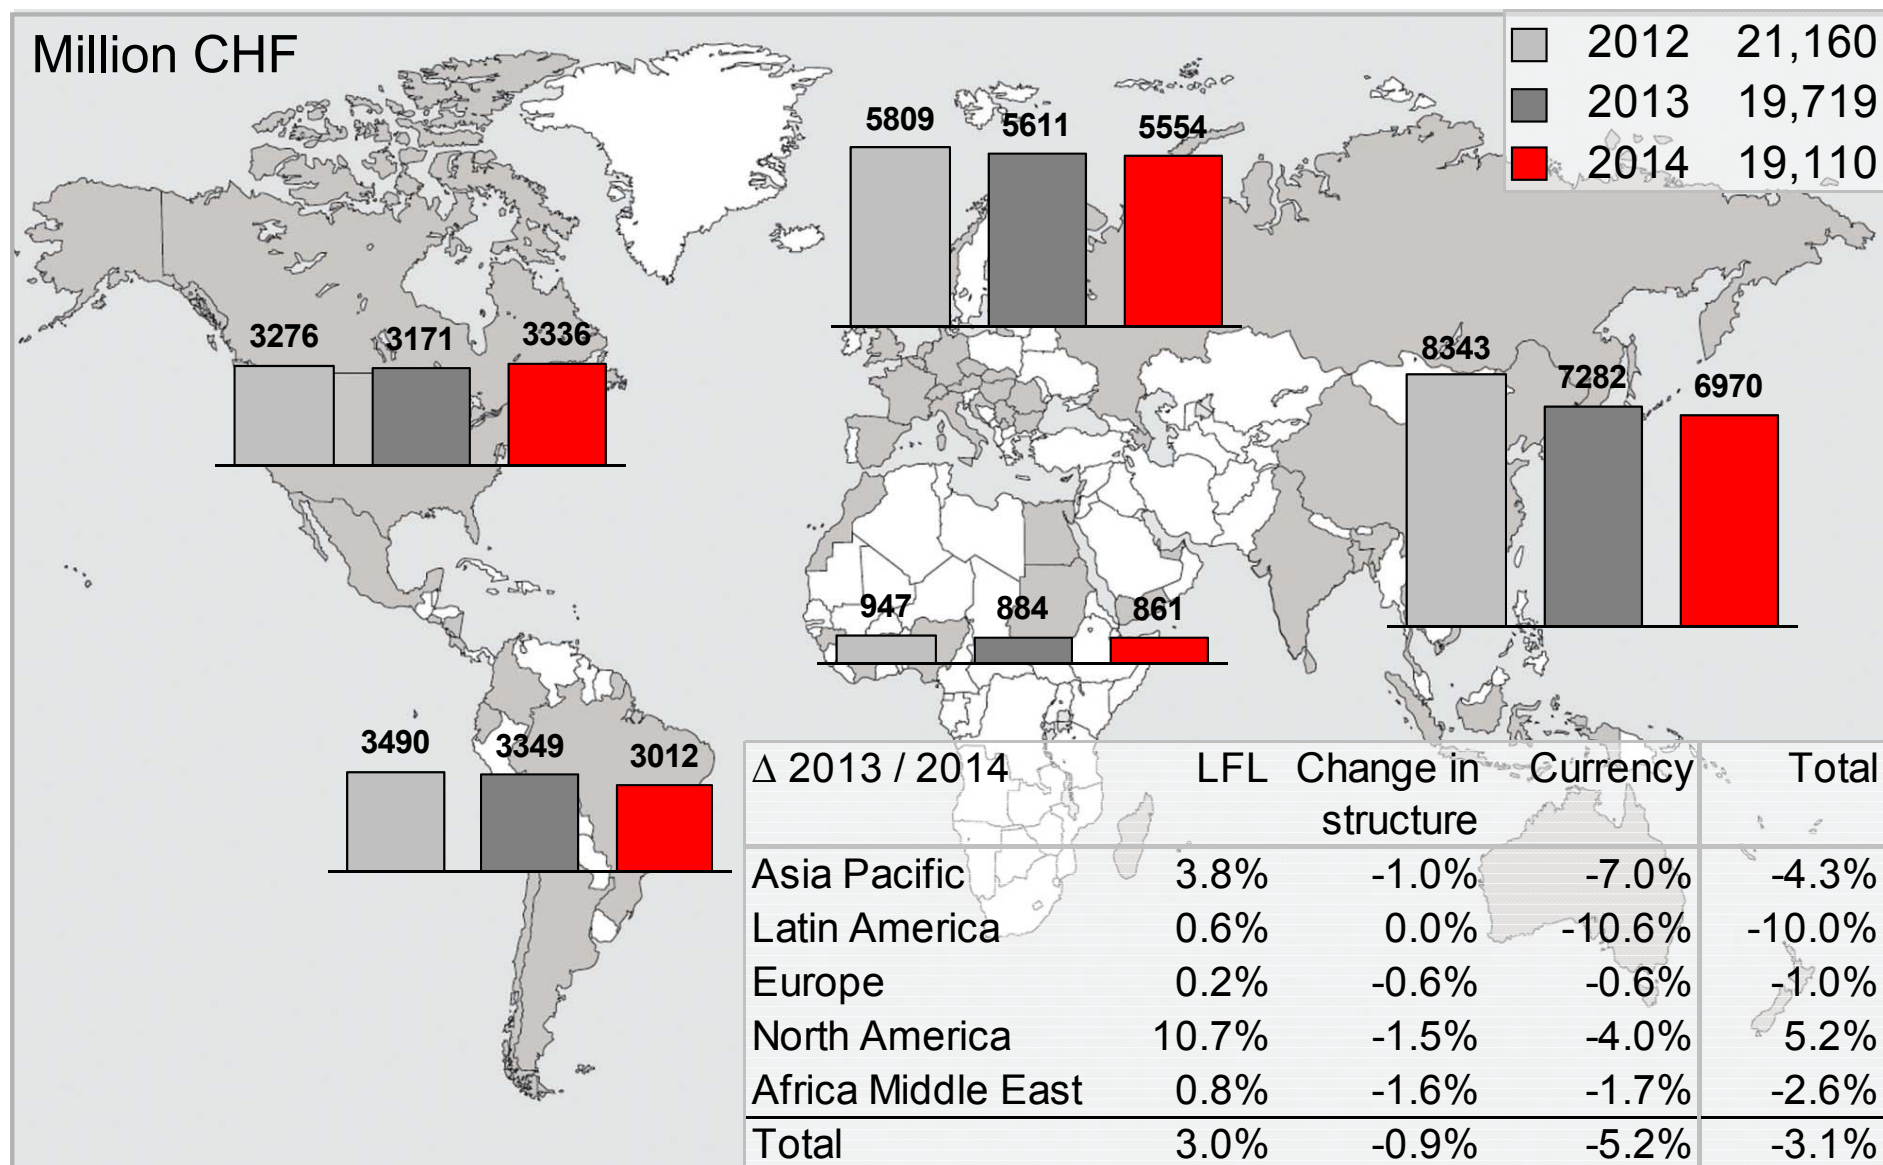 Million CHF
2012 21,160
2013 19,719
2014 19,110
5809 5611 5554
3276 3171 3336
8343 7282 6970
947 884 861
3490 3349 3012
Δ 2013 / 2014 LFL Change in Currency Total
structure
Asia Pacific 3.8% -1.0% -7.0% -4.3%
Latin America 0.6% 0.0% -10.6% -10.0%
Europe 0.2% -0.6% -0.6% -1.0%
North America 10.7% -1.5% -4.0% 5.2%
Africa Middle East 0.8% -1.6% -1.7% -2.6%
Total 3.0% -0.9% -5.2% -3.1%